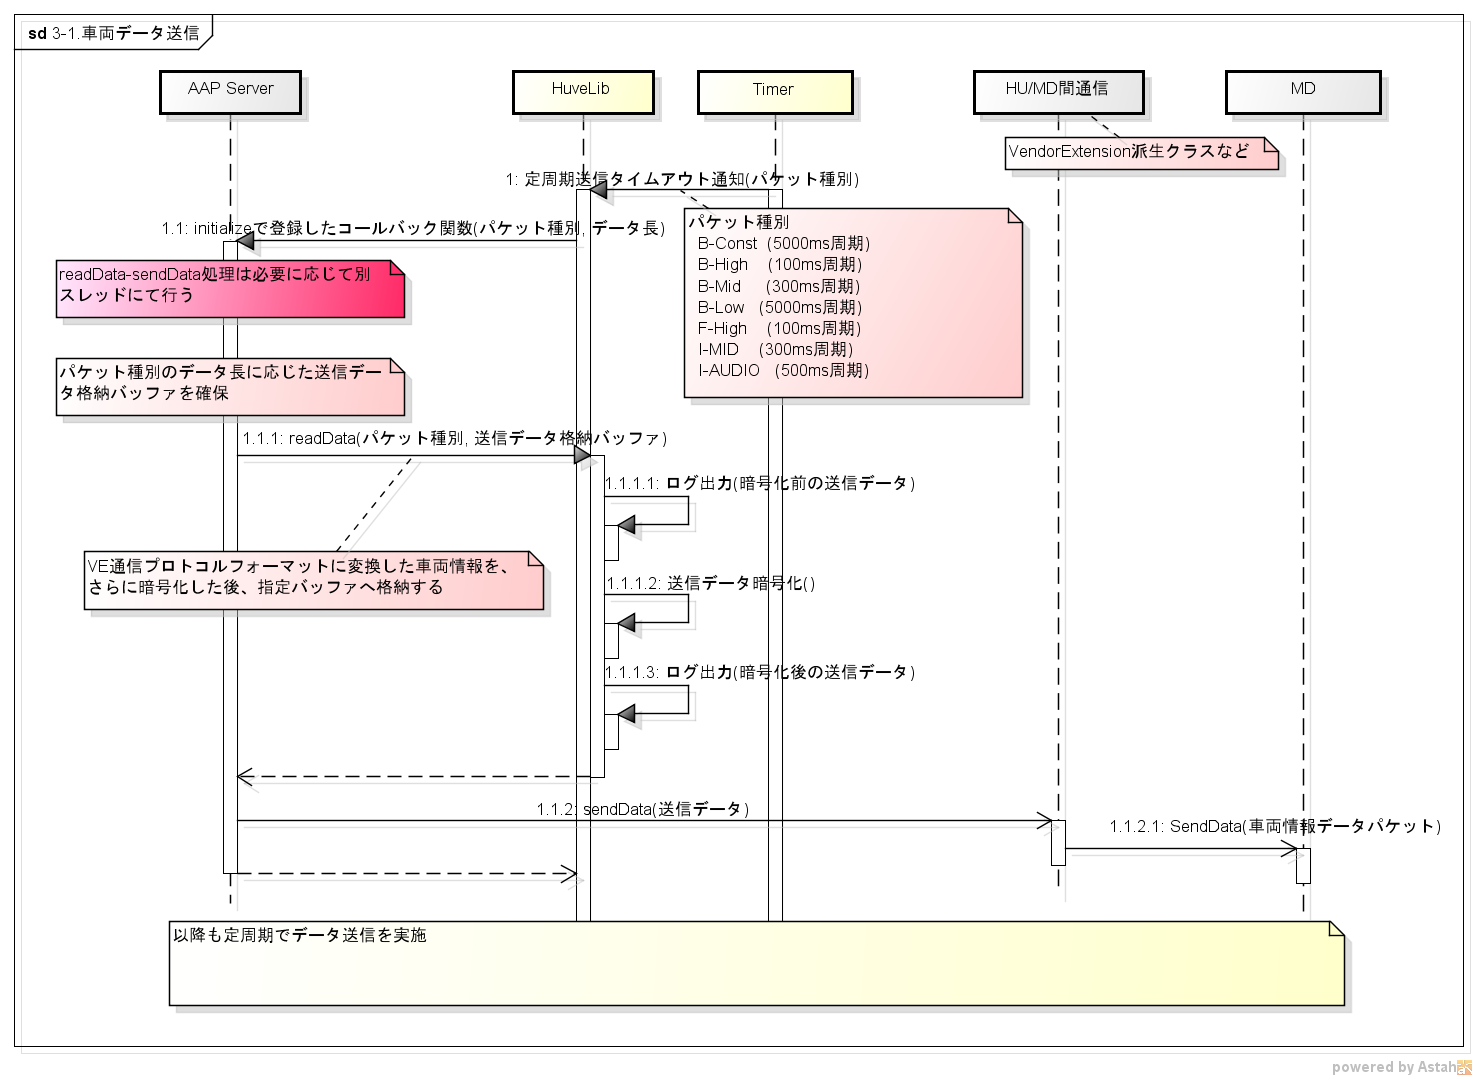 sd 3-1.車両データ送信
AAP Server
HuveLib
Timer
HU/MD間通信
MD
VendorExtension派生クラスなど
1: 定周期送信タイムアウト通知(パケット種別)
パケット種別
B-Const (5000ms周期)
B-High (100ms周期)
B-Mid (300ms周期)
B-Low (5000ms周期)
F-High (100ms周期)
I-MID (300ms周期)
I-AUDIO (500ms周期)
1.1: initializeで登録したコールバック関数(パケット種別, データ長)
readData-sendData処理は必要に応じて別
スレッドにて行う
パケット種別のデータ長に応じた送信デー
タ格納バッファを確保
1.1.1: readData(パケット種別, 送信データ格納バッファ)
1.1.1.1: ログ出力(暗号化前の送信データ)
VE通信プロトコルフォーマットに変換した車両情報を、
さらに暗号化した後、指定バッファへ格納する
1.1.1.2: 送信データ暗号化()
1.1.1.3: ログ出力(暗号化後の送信データ)
1.1.2: sendData(送信データ)
1.1.2.1: SendData(車両情報データパケット)
以降も定周期でデータ送信を実施
powered by Astah